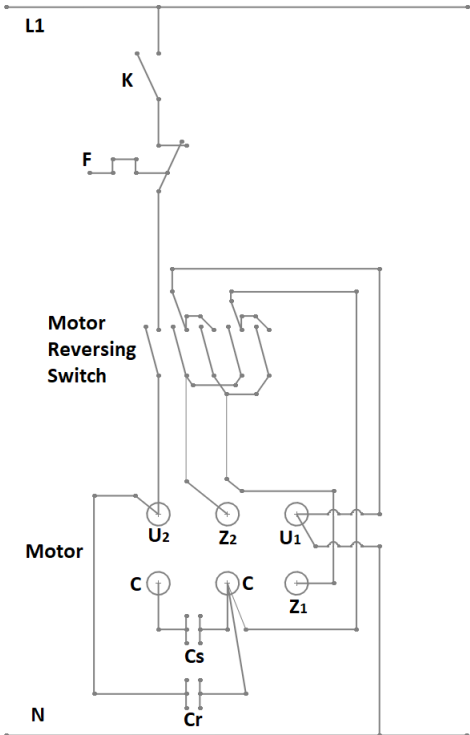 L1
K
F
Motor
Reversing
Switch
U2
Z2
U1
Motor
C
C
Z1
Cs
N
Cr